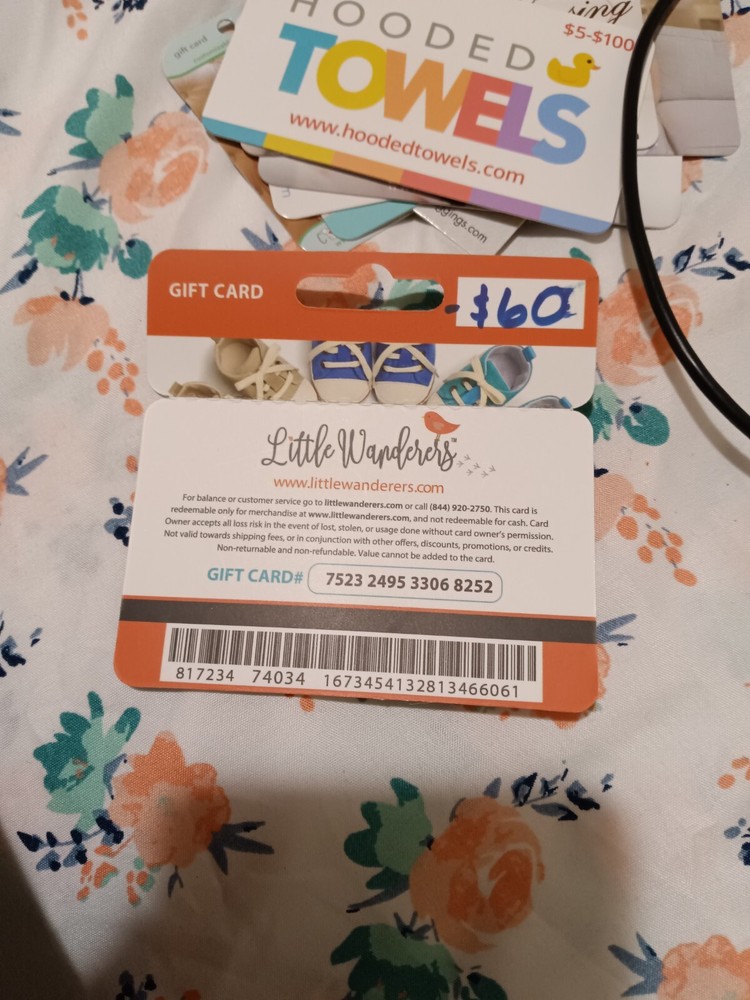 gift card
HOODED
$5-$100
TOWELS
www.hoodedtowels.com
ggings.com
GIFT CARD
$60
Little Wanderers™
www.littlewanderers.com
For balance or customer service go to littlewanderers.com or call (844) 920-2750. This card is
redeemable only for merchandise at www.littlewanderers.com, and not redeemable for cash. Card
Owner accepts all loss risk in the event of lost, stolen, or usage done without card owner's permission.
Not valid towards shipping fees, or in conjunction with other offers, discounts, promotions, or credits.
Non-returnable and non-refundable. Value cannot be added to the card.
GIFT CARD# 7523 2495 3306 8252
817234 74034 1673454132813466061